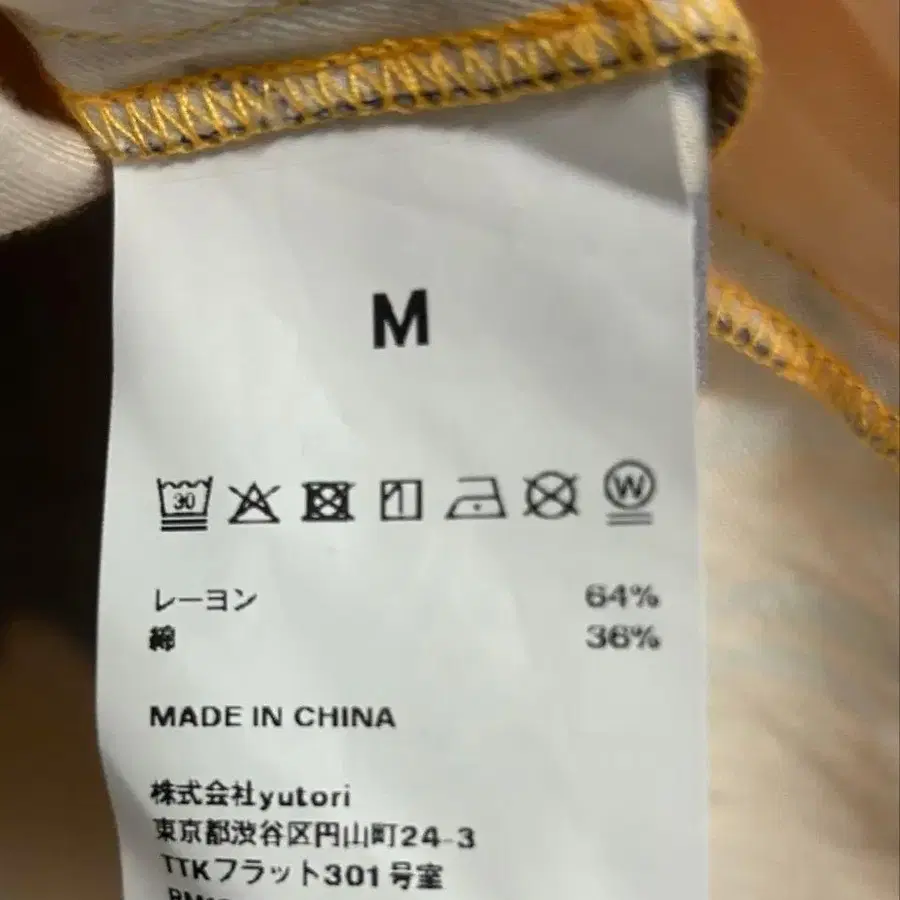 M
30 W
レーヨン 64%
綿 36%
MADE IN CHINA
株式会社yutori
東京都渋谷区円山町24-3
TTKフラット301号室